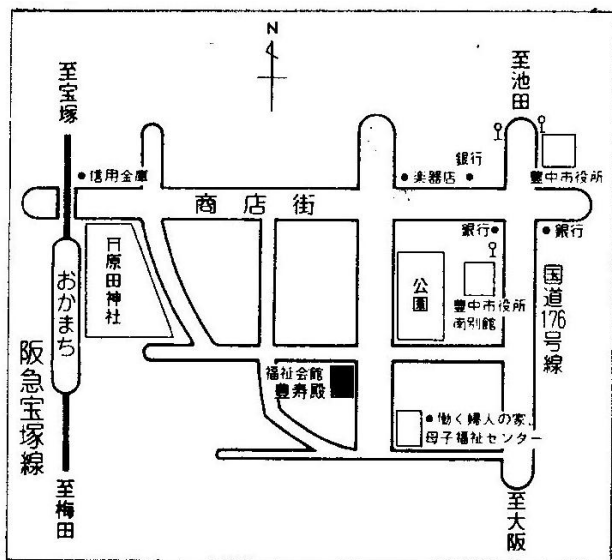 N
至宝塚
至池田
信用金庫
楽器店
銀行
豊中市役所
商店街
銀行
銀行
原田神社
おかまち
公園
豊中市役所
南別館
国道176号線
阪急宝塚線
福祉会館
豊寿殿
働く婦人の家、
母子福祉センター
至梅田
至大阪